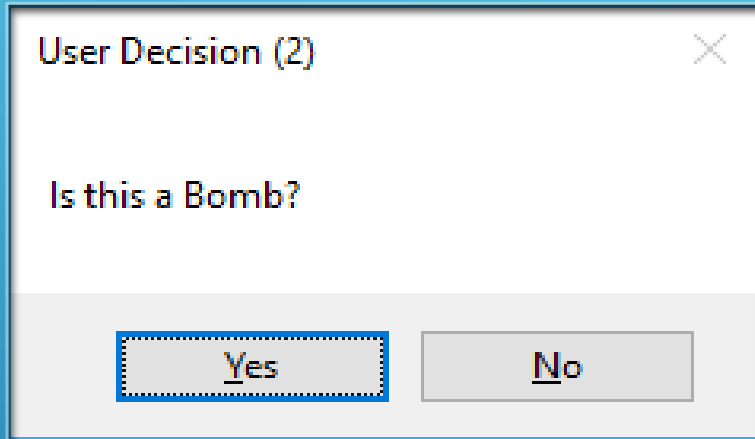 User Decision (2)
Is this a Bomb?
Yes
No